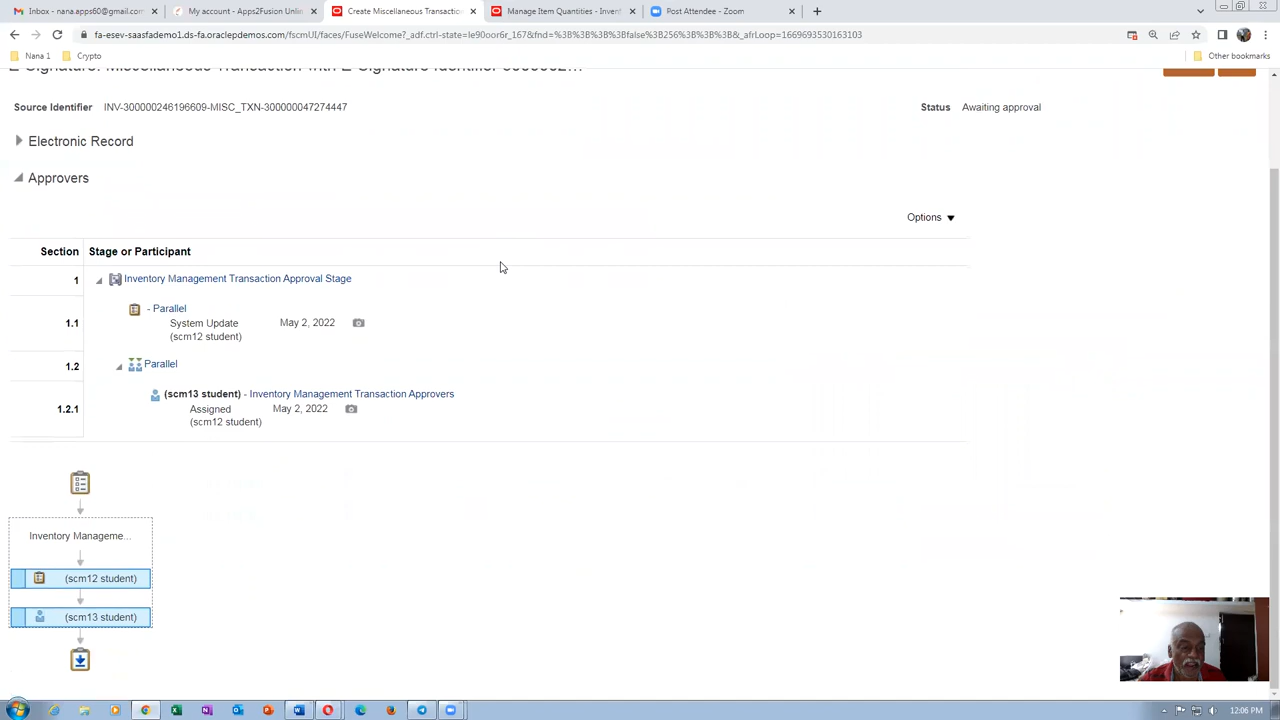 Inbox - nana.apps60@gmail.com
My account - Apps2Fusion Unlin
Create Miscellaneous Transactio
Manage Item Quantities - Invent
Post Attendee - Zoom
fa-esev-saasfademo1.ds-fa.oraclepdemos.com/fscmUI/faces/FuseWelcome?_adf.ctrl-state=le90oor6r_167&fnd=%3B%3B%3B%3Bfalse%3B256%3B%3B%3B&_afrLoop=1669693530163103
Nana 1
Crypto
Other bookmarks
Source Identifier INV-300000246196609-MISC_TXN-300000047274447
Status Awaiting approval
Electronic Record
Approvers
Options
Section Stage or Participant
1 Inventory Management Transaction Approval Stage
- Parallel
1.1 System Update May 2, 2022
(scm12 student)
1.2 Parallel
(scm13 student) - Inventory Management Transaction Approvers
1.2.1 Assigned May 2, 2022
(scm12 student)
Inventory Manageme...
(scm12 student)
(scm13 student)
12:06 PM